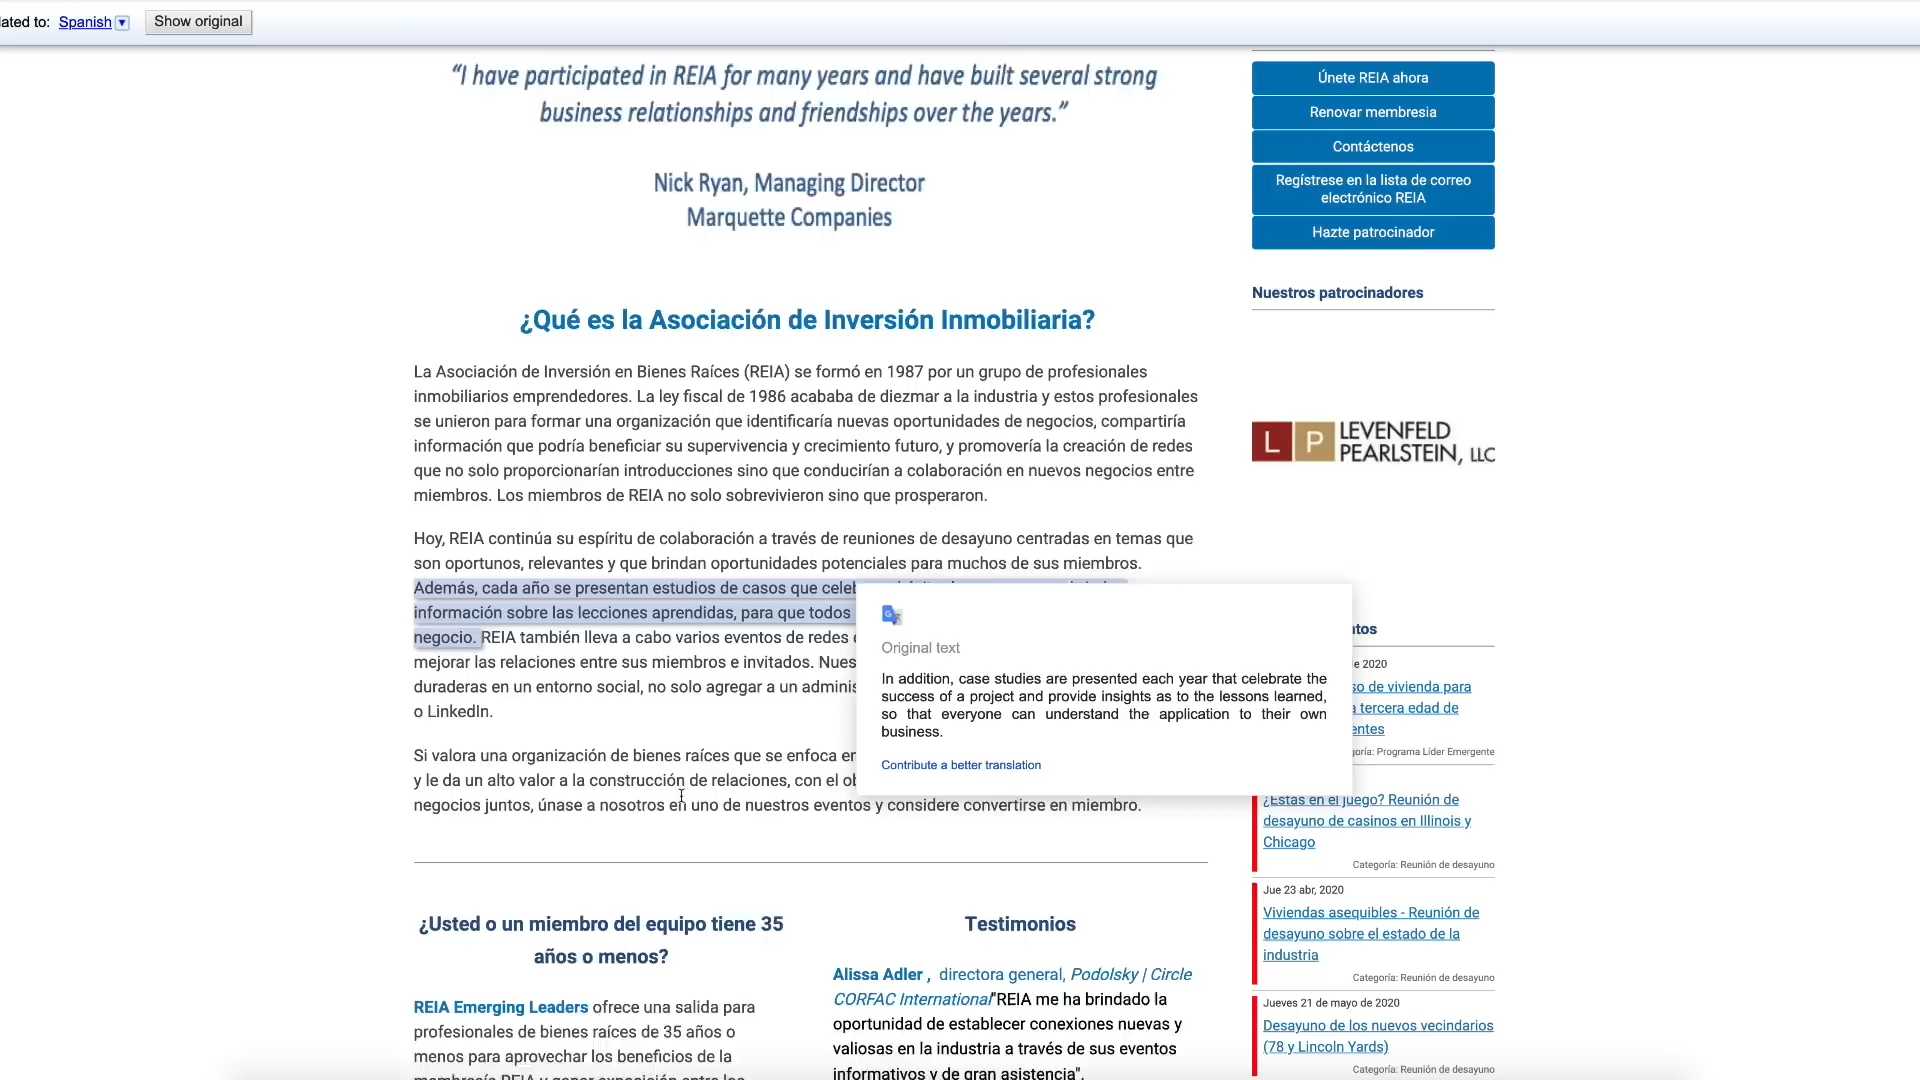 lated to: Spanish ▼ Show original
“I have participated in REIA for many years and have built several strong
business relationships and friendships over the years.”
Nick Ryan, Managing Director
Marquette Companies
¿Qué es la Asociación de Inversión Inmobiliaria?
La Asociación de Inversión en Bienes Raíces (REIA) se formó en 1987 por un grupo de profesionales
inmobiliarios emprendedores. La ley fiscal de 1986 acababa de diezmar a la industria y estos profesionales
se unieron para formar una organización que identificaría nuevas oportunidades de negocios, compartiría
información que podría beneficiar su supervivencia y crecimiento futuro, y promovería la creación de redes
que no solo proporcionarían introducciones sino que conducirían a colaboración en nuevos negocios entre
miembros. Los miembros de REIA no solo sobrevivieron sino que prosperaron.
Hoy, REIA continúa su espíritu de colaboración a través de reuniones de desayuno centradas en temas que
son oportunos, relevantes y que brindan oportunidades potenciales para muchos de sus miembros.
Además, cada año se presentan estudios de casos que celeb
información sobre las lecciones aprendidas, para que todos
negocio. REIA también lleva a cabo varios eventos de redes
mejorar las relaciones entre sus miembros e invitados. Nues
duraderas en un entorno social, no solo agregar a un adminis
o LinkedIn.
Si valora una organización de bienes raíces que se enfoca en
y le da un alto valor a la construcción de relaciones, con el ob
negocios juntos, únase a nosotros en uno de nuestros eventos y considere convertirse en miembro.
Original text
In addition, case studies are presented each year that celebrate the
success of a project and provide insights as to the lessons learned,
so that everyone can understand the application to their own
business.
Contribute a better translation
¿Usted o un miembro del equipo tiene 35
años o menos?
REIA Emerging Leaders ofrece una salida para
profesionales de bienes raíces de 35 años o
menos para aprovechar los beneficios de la
Testimonios
Alissa Adler , directora general, Podolsky | Circle
CORFAC International"REIA me ha brindado la
oportunidad de establecer conexiones nuevas y
valiosas en la industria a través de sus eventos
informativos y de gran asistencia".
Únete REIA ahora
Renovar membresia
Contáctenos
Regístrese en la lista de correo
electrónico REIA
Hazte patrocinador
Nuestros patrocinadores
L P LEVENFELD
PEARLSTEIN, LLC
ntos
e 2020
so de vivienda para
a tercera edad de
entes
goría: Programa Líder Emergente
¿Estás en el juego? Reunión de
desayuno de casinos en Illinois y
Chicago
Categoría: Reunión de desayuno
Jue 23 abr, 2020
Viviendas asequibles - Reunión de
desayuno sobre el estado de la
industria
Categoría: Reunión de desayuno
Jueves 21 de mayo de 2020
Desayuno de los nuevos vecindarios
(78 y Lincoln Yards)
Categoría: Reunión de desayuno